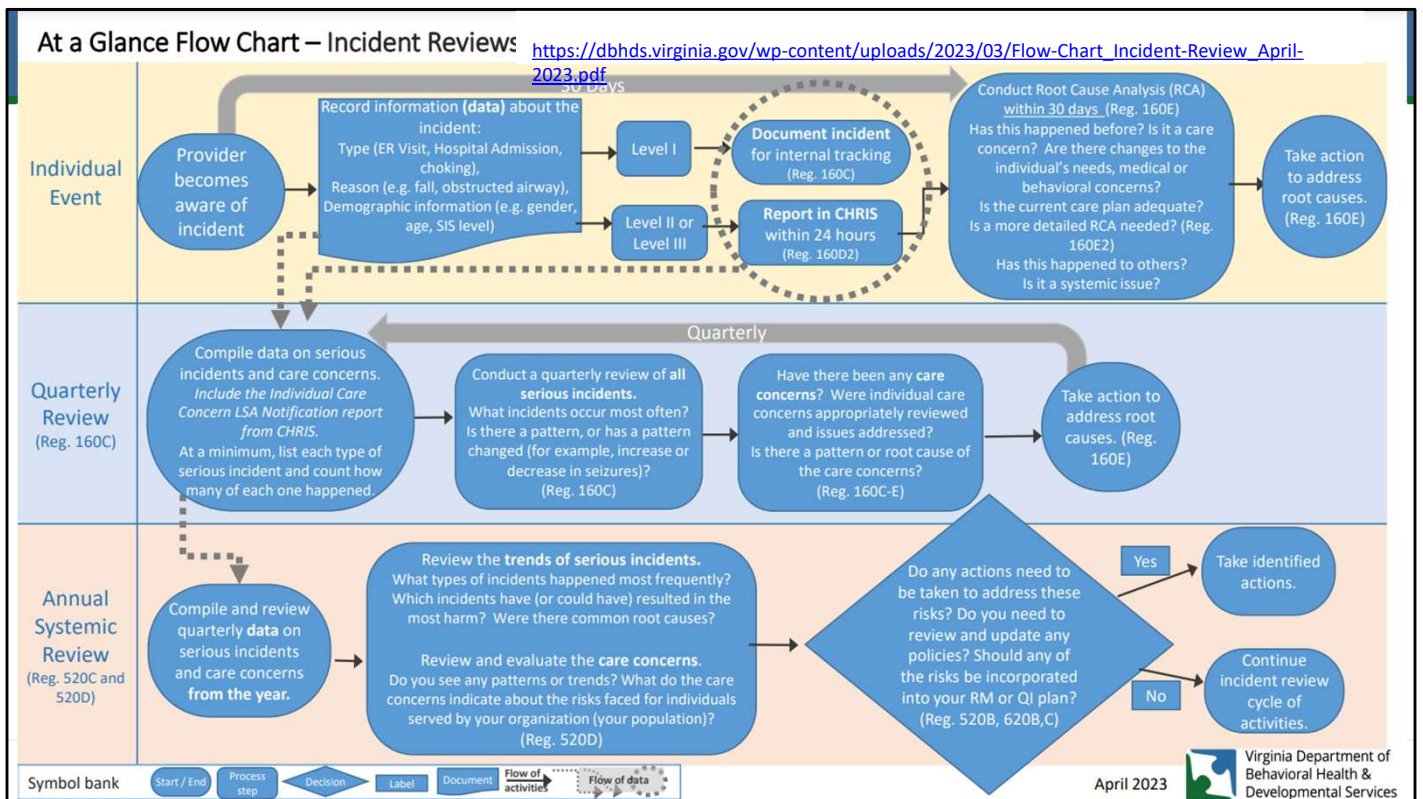 At a Glance Flow Chart – Incident Reviews
https://dbhds.virginia.gov/wp-content/uploads/2023/03/Flow-Chart_Incident-Review_April-
2023.pdf
30 Days
Individual
Event
Provider
becomes
aware of
incident
Record information (data) about the
incident:
Type (ER Visit, Hospital Admission,
choking),
Reason (e.g. fall, obstructed airway),
Demographic information (e.g. gender,
age, SIS level)
Level I
Level II or
Level III
Document incident
for internal tracking
(Reg. 160C)
Report in CHRIS
within 24 hours
(Reg. 160D2)
Conduct Root Cause Analysis (RCA)
within 30 days (Reg. 160E)
Has this happened before? Is it a care
concern? Are there changes to the
individual's needs, medical or
behavioral concerns?
Is the current care plan adequate?
Is a more detailed RCA needed? (Reg.
160E2)
Has this happened to others?
Is it a systemic issue?
Take action
to address
root causes.
(Reg. 160E)
Quarterly
Quarterly
Review
(Reg. 160C)
Compile data on serious
incidents and care concerns.
Include the Individual Care
Concern LSA Notification report
from CHRIS.
At a minimum, list each type of
serious incident and count how
many of each one happened.
Conduct a quarterly review of all
serious incidents.
What incidents occur most often?
Is there a pattern, or has a pattern
changed (for example, increase or
decrease in seizures)?
(Reg. 160C)
Have there been any care
concerns? Were individual care
concerns appropriately reviewed
and issues addressed?
Is there a pattern or root cause of
the care concerns?
(Reg. 160C-E)
Take action to
address root
causes. (Reg.
160E)
Annual
Systemic
Review
(Reg. 520C and
520D)
Compile and review
quarterly data on
serious incidents
and care concerns
from the year.
Review the trends of serious incidents.
What types of incidents happened most frequently?
Which incidents have (or could have) resulted in the
most harm? Were there common root causes?
Review and evaluate the care concerns.
Do you see any patterns or trends? What do the care
concerns indicate about the risks faced for individuals
served by your organization (your population)?
(Reg. 520D)
Do any actions need to
be taken to address these
risks? Do you need to
review and update any
policies? Should any of
the risks be incorporated
into your RM or QI plan?
(Reg. 520B, 620B,C)
Yes
Take identified
actions.
No
Continue
incident review
cycle of
activities.
Symbol bank
Start / End
Process
step
Decision
Label
Document
Flow of
activities
Flow of data
April 2023
Virginia Department of
Behavioral Health &
Developmental Services